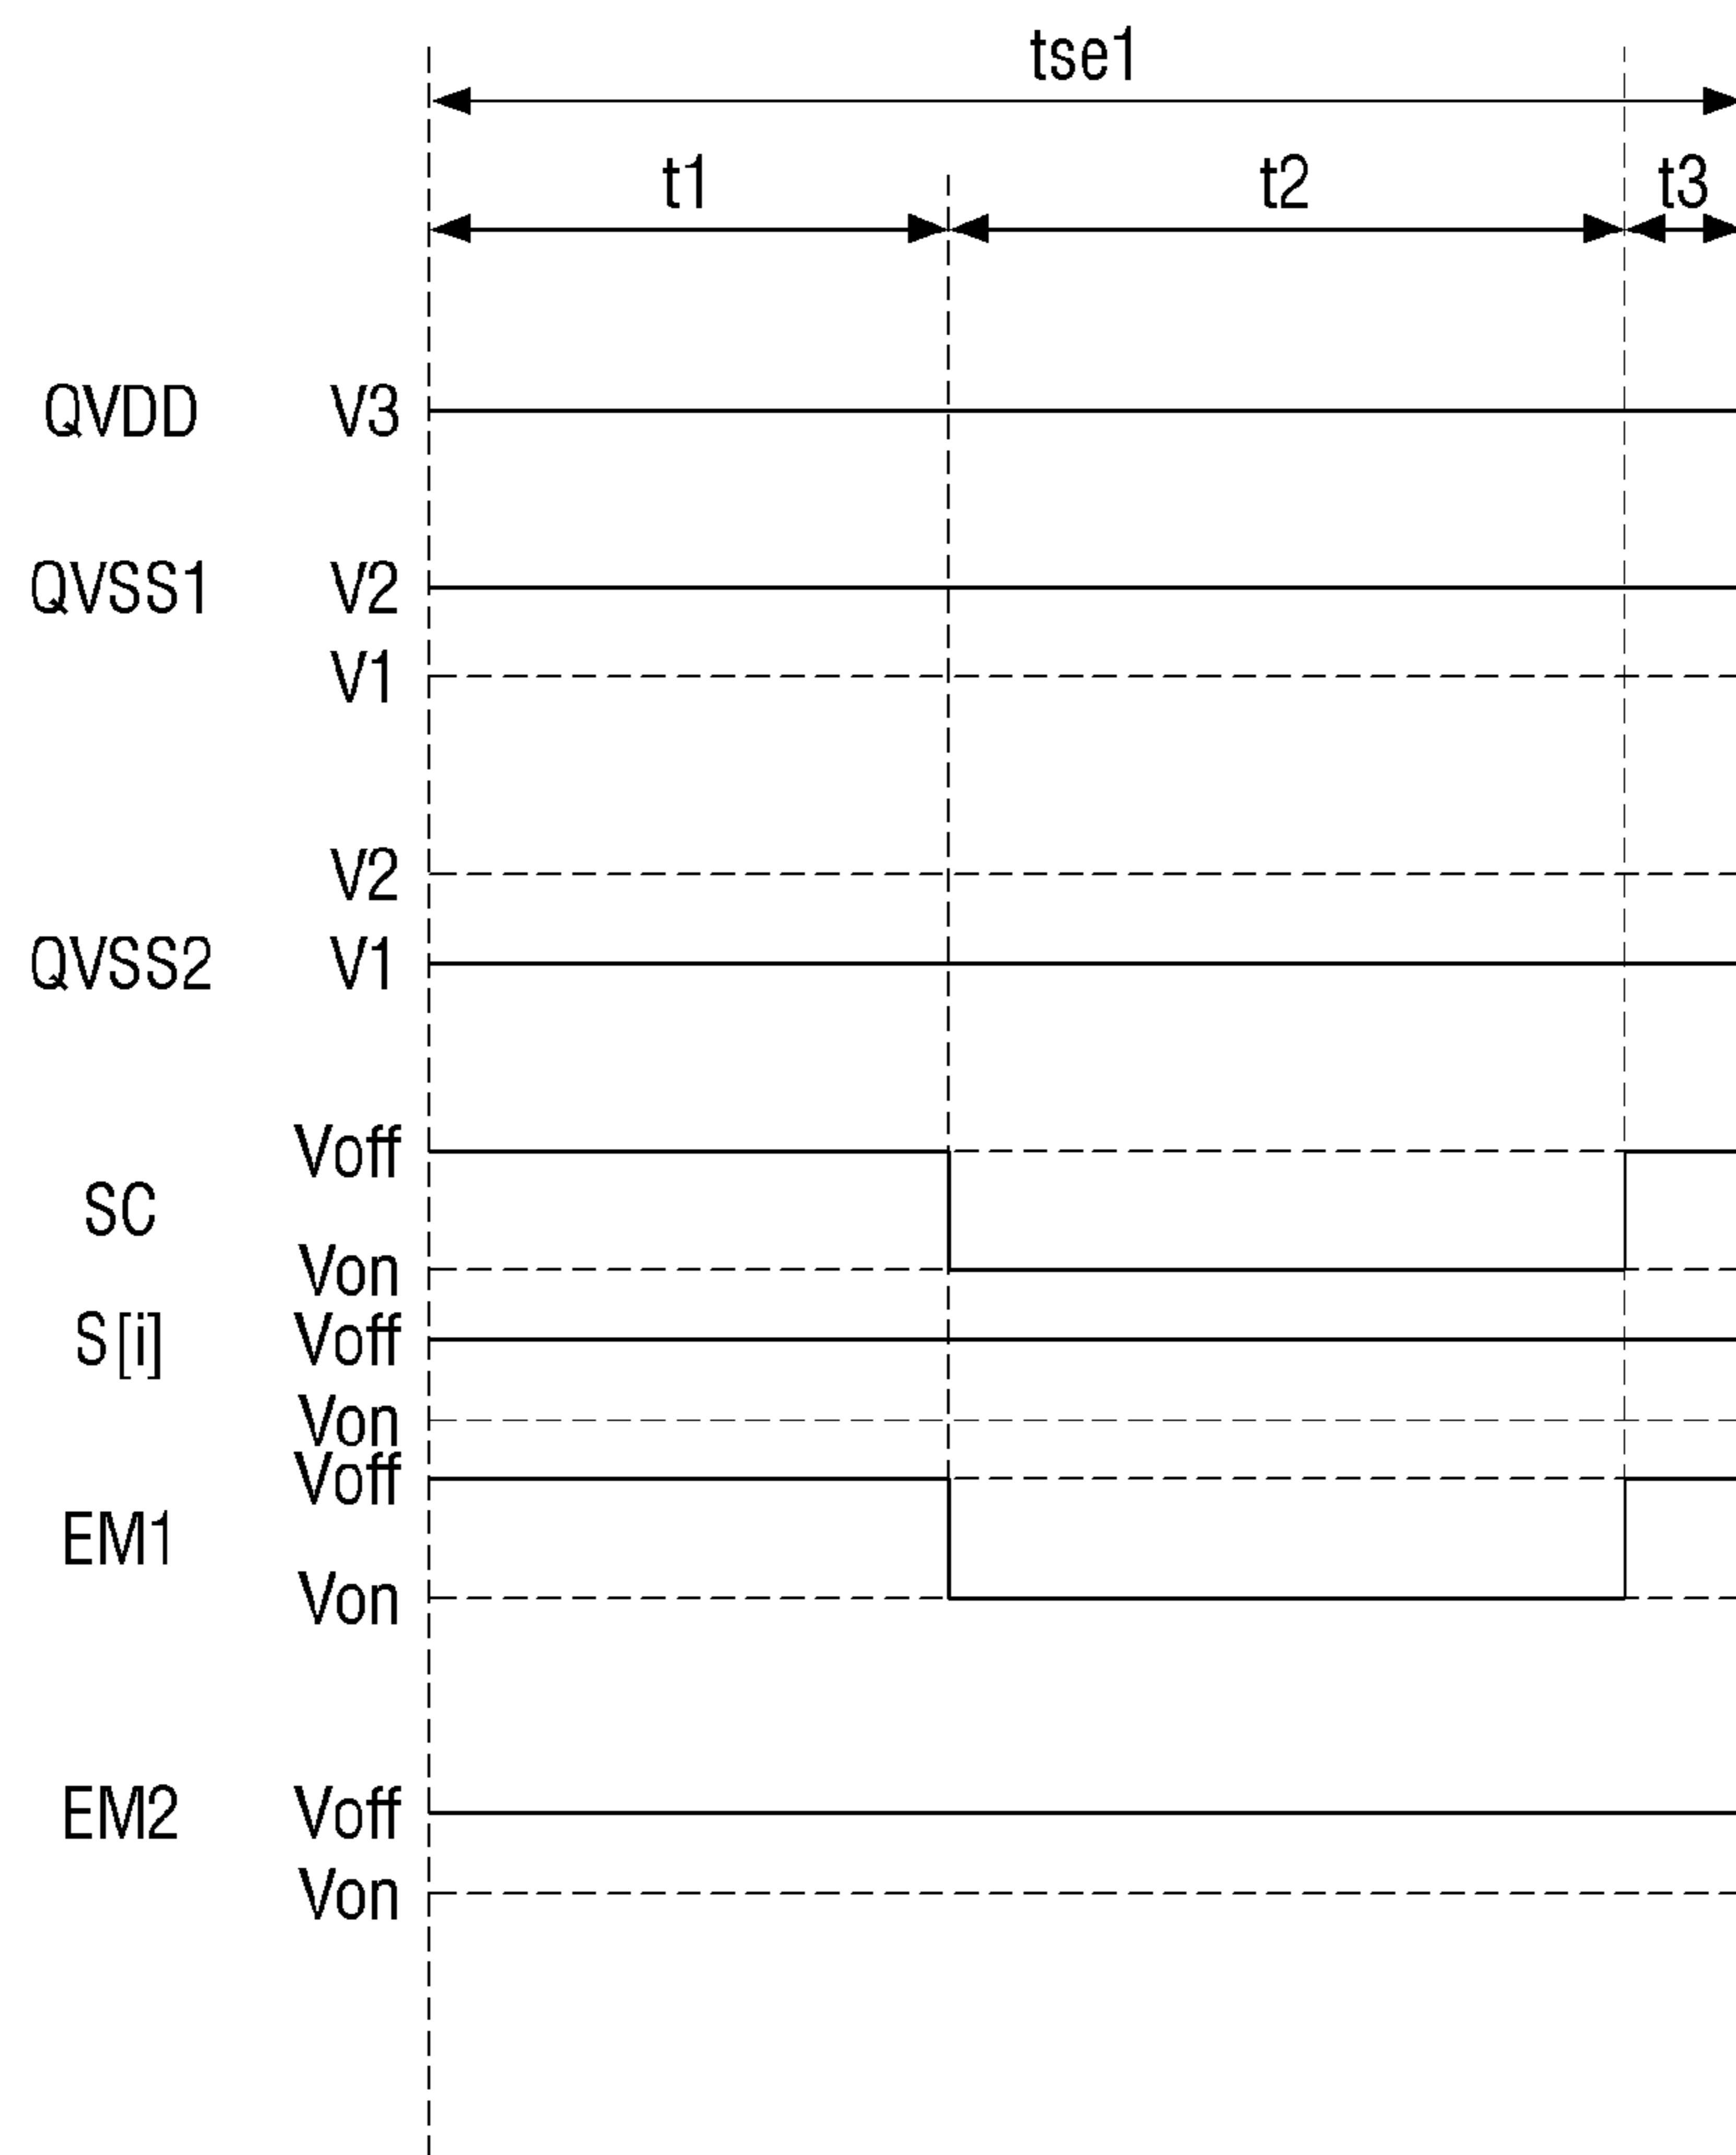 tse1
t1 t2 t3
QVDD V3
QVSS1 V2
V1
V2
QVSS2 V1
Voff
SC
Von
S[i] Voff
Von
Voff
EM1
Von
EM2 Voff
Von